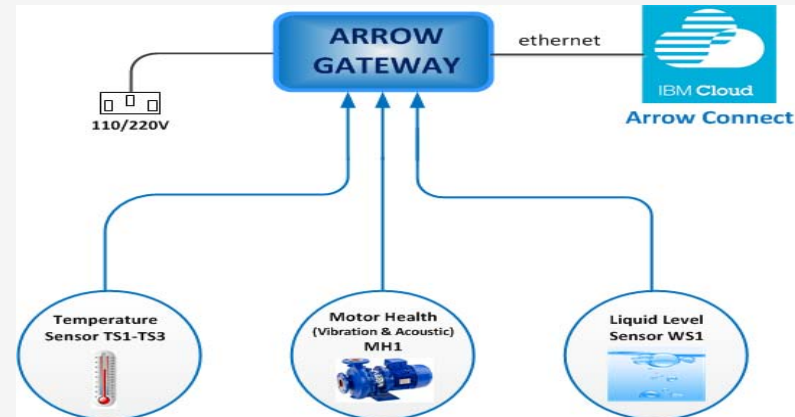 ARROW
GATEWAY
ethernet
IBM Cloud
Arrow Connect
110/220V
Temperature
Sensor TS1-TS3
Motor Health
(Vibration & Acoustic)
MH1
Liquid Level
Sensor WS1